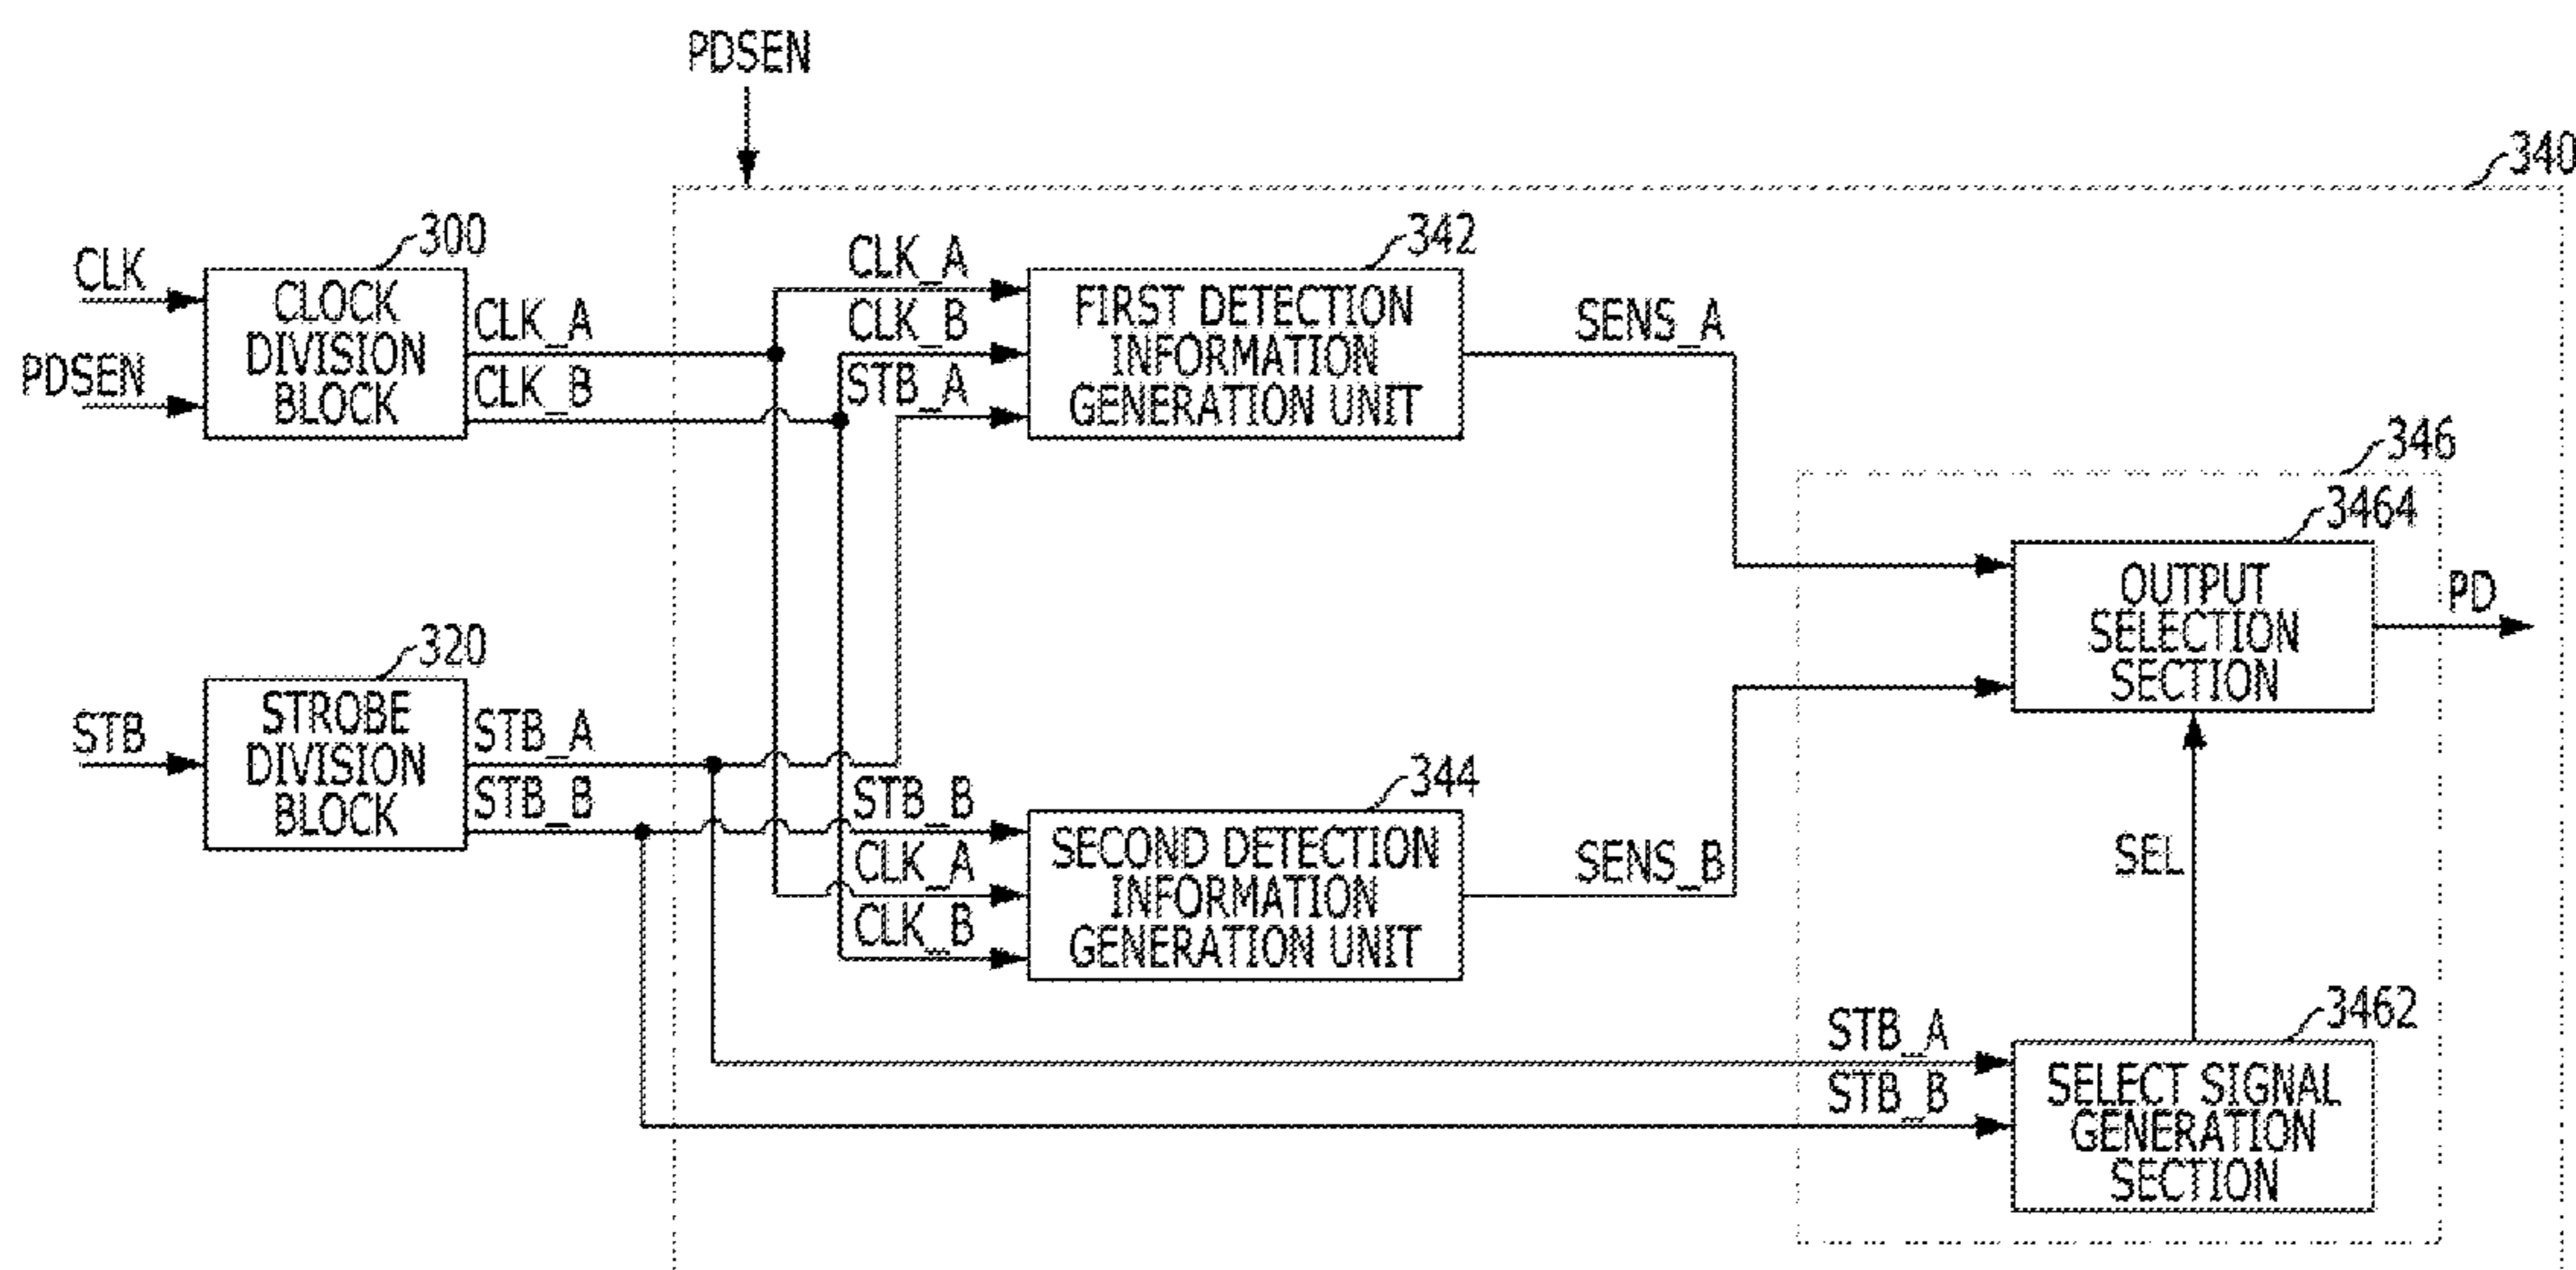 PDSEN
340
300
342
CLK
CLK_A
CLOCK
DIVISION
BLOCK
CLK_A
CLK_B
FIRST DETECTION
INFORMATION
GENERATION UNIT
SENS_A
PDSEN
CLK_B
STB_A
346
3464
OUTPUT
SELECTION
SECTION
PD
320
STB
STROBE
DIVISION
BLOCK
STB_A
STB_B
344
STB_B
CLK_A
CLK_B
SECOND DETECTION
INFORMATION
GENERATION UNIT
SENS_B
SEL
3462
STB_A
STB_B
SELECT SIGNAL
GENERATION
SECTION